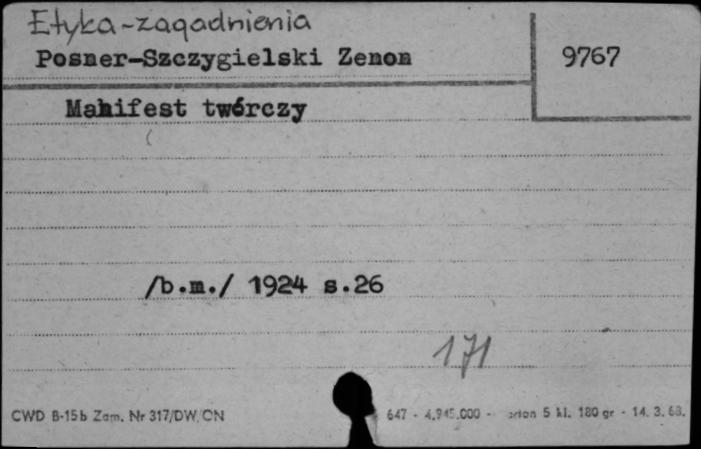 Etyka-zagadnienia
Posner-Szczygielski Zenon
9767
Manifest twórczy
/b.m./ 1924 s.26
171
CWD B-15b Zam. Nr 317/DW/CN
647 - 4.945.000 - 5 kl. 180 gr - 14. 3. 68.